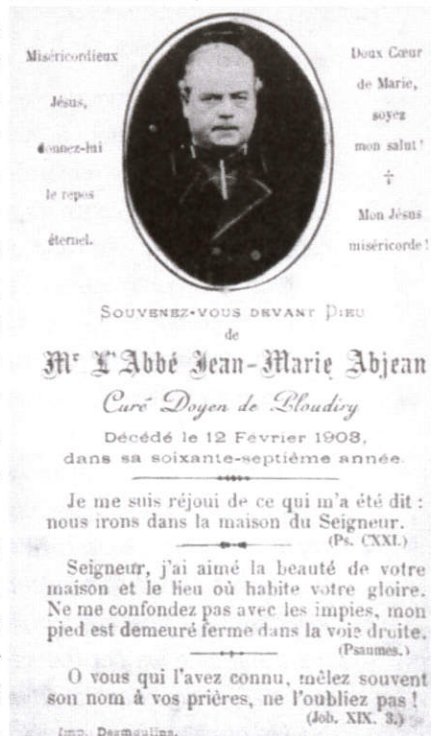 Miséricordieux
Jésus,
donnez-lui
le repos
éternel.
Doux Cœur
de Marie,
soyez
mon salut!
†
Mon Jésus
miséricorde!
SOUVENEZ-VOUS DEVANT DIEU
de
Mr L'Abbé Jean-Marie Abjean
Curé Doyen de Ploudiry
Décédé le 12 Février 1903,
dans sa soixante-septième année.
Je me suis réjoui de ce qui m'a été dit :
nous irons dans la maison du Seigneur.
(Ps. CXXI.)
Seigneur, j'ai aimé la beauté de votre
maison et le lieu où habite votre gloire.
Ne me confondez pas avec les impies, mon
pied est demeuré ferme dans la voie droite.
(Psaumes.)
O vous qui l'avez connu, mêlez souvent
son nom à vos prières, ne l'oubliez pas!
(Job. XIX. 3.)
Imp. Desmoulins.